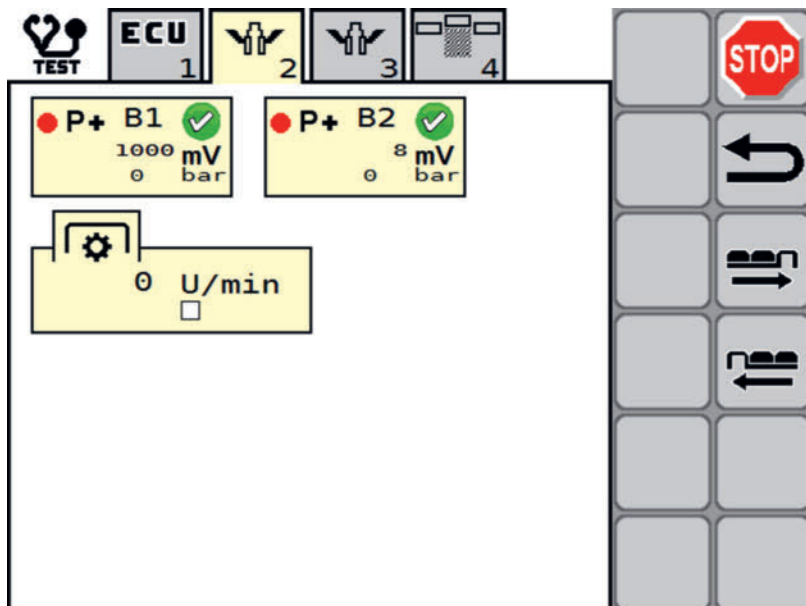 TEST
ECU
1
2
3
4
STOP
P+ B1
1000 mV
0 bar
P+ B2
8 mV
0 bar
0 U/min